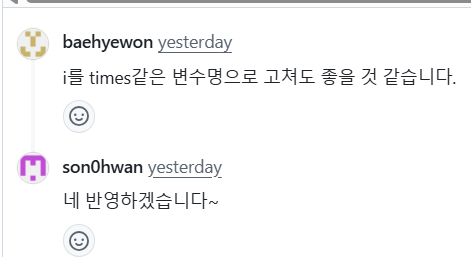 baehyewon yesterday
i를 times같은 변수명으로 고쳐도 좋을 것 같습니다.
son0hwan yesterday
네 반영하겠습니다~